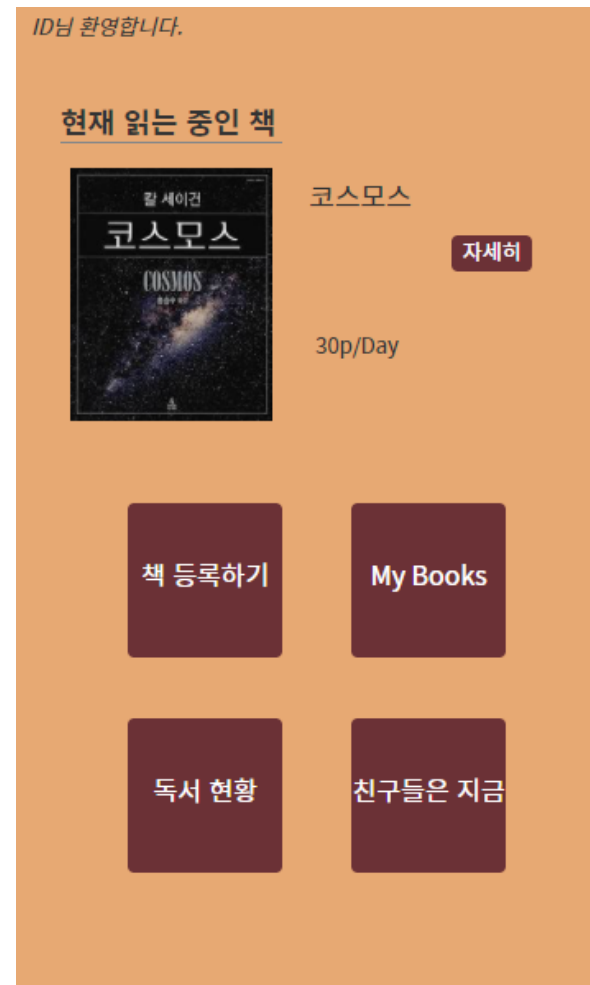 ID님 환영합니다.
현재 읽는 중인 책
칼 세이건
코스모스
COSMOS
코스모스
자세히
30p/Day
책 등록하기
My Books
독서 현황
친구들은 지금